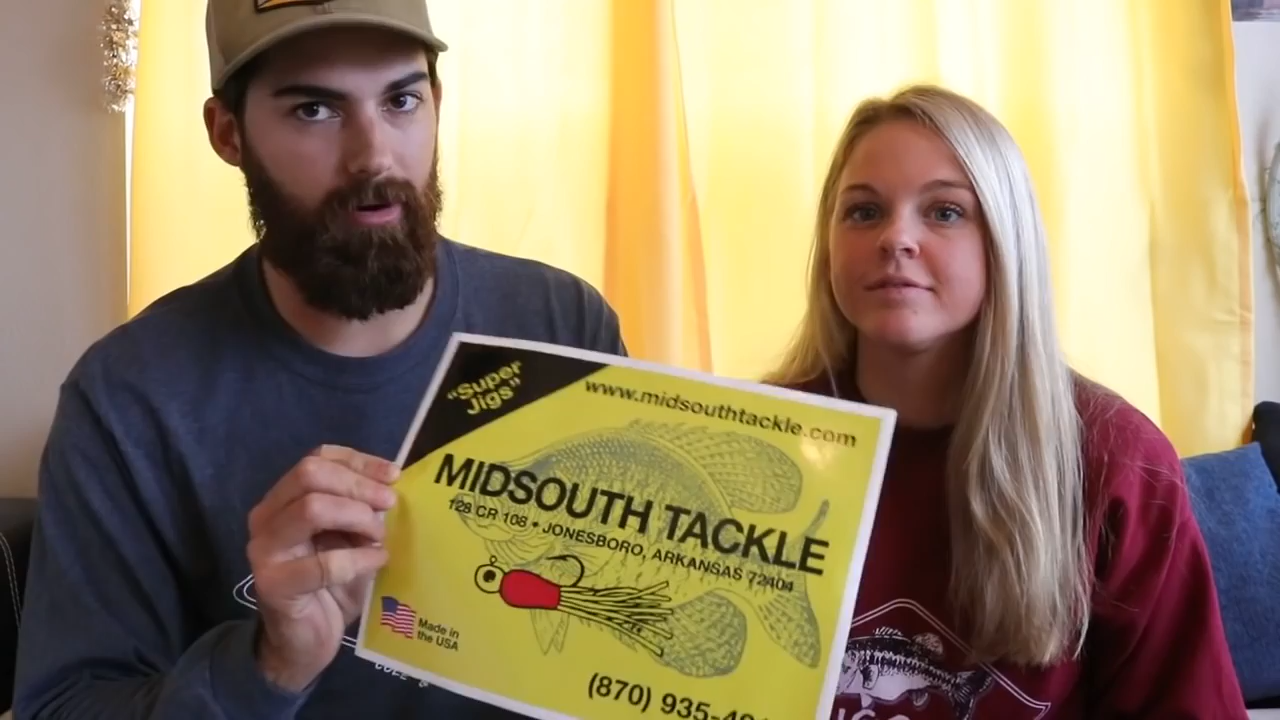 "Super
Jigs"
www.midsouthtackle.com
MIDSOUTH TACKLE
128 CR 108 • JONESBORO, ARKANSAS 72404
Made in
the USA
(870) 935-